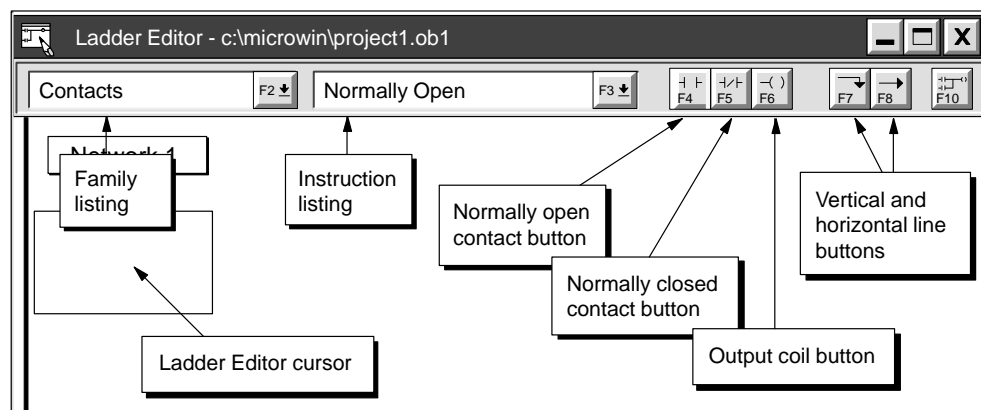 Ladder Editor - c:\microwin\project1.ob1
X
Contacts
F2
Normally Open
F3
F4
F5
F6
F7
F8
F10
Network 1
Family
listing
Instruction
listing
Normally open
contact button
Normally closed
contact button
Output coil button
Vertical and
horizontal line
buttons
Ladder Editor cursor